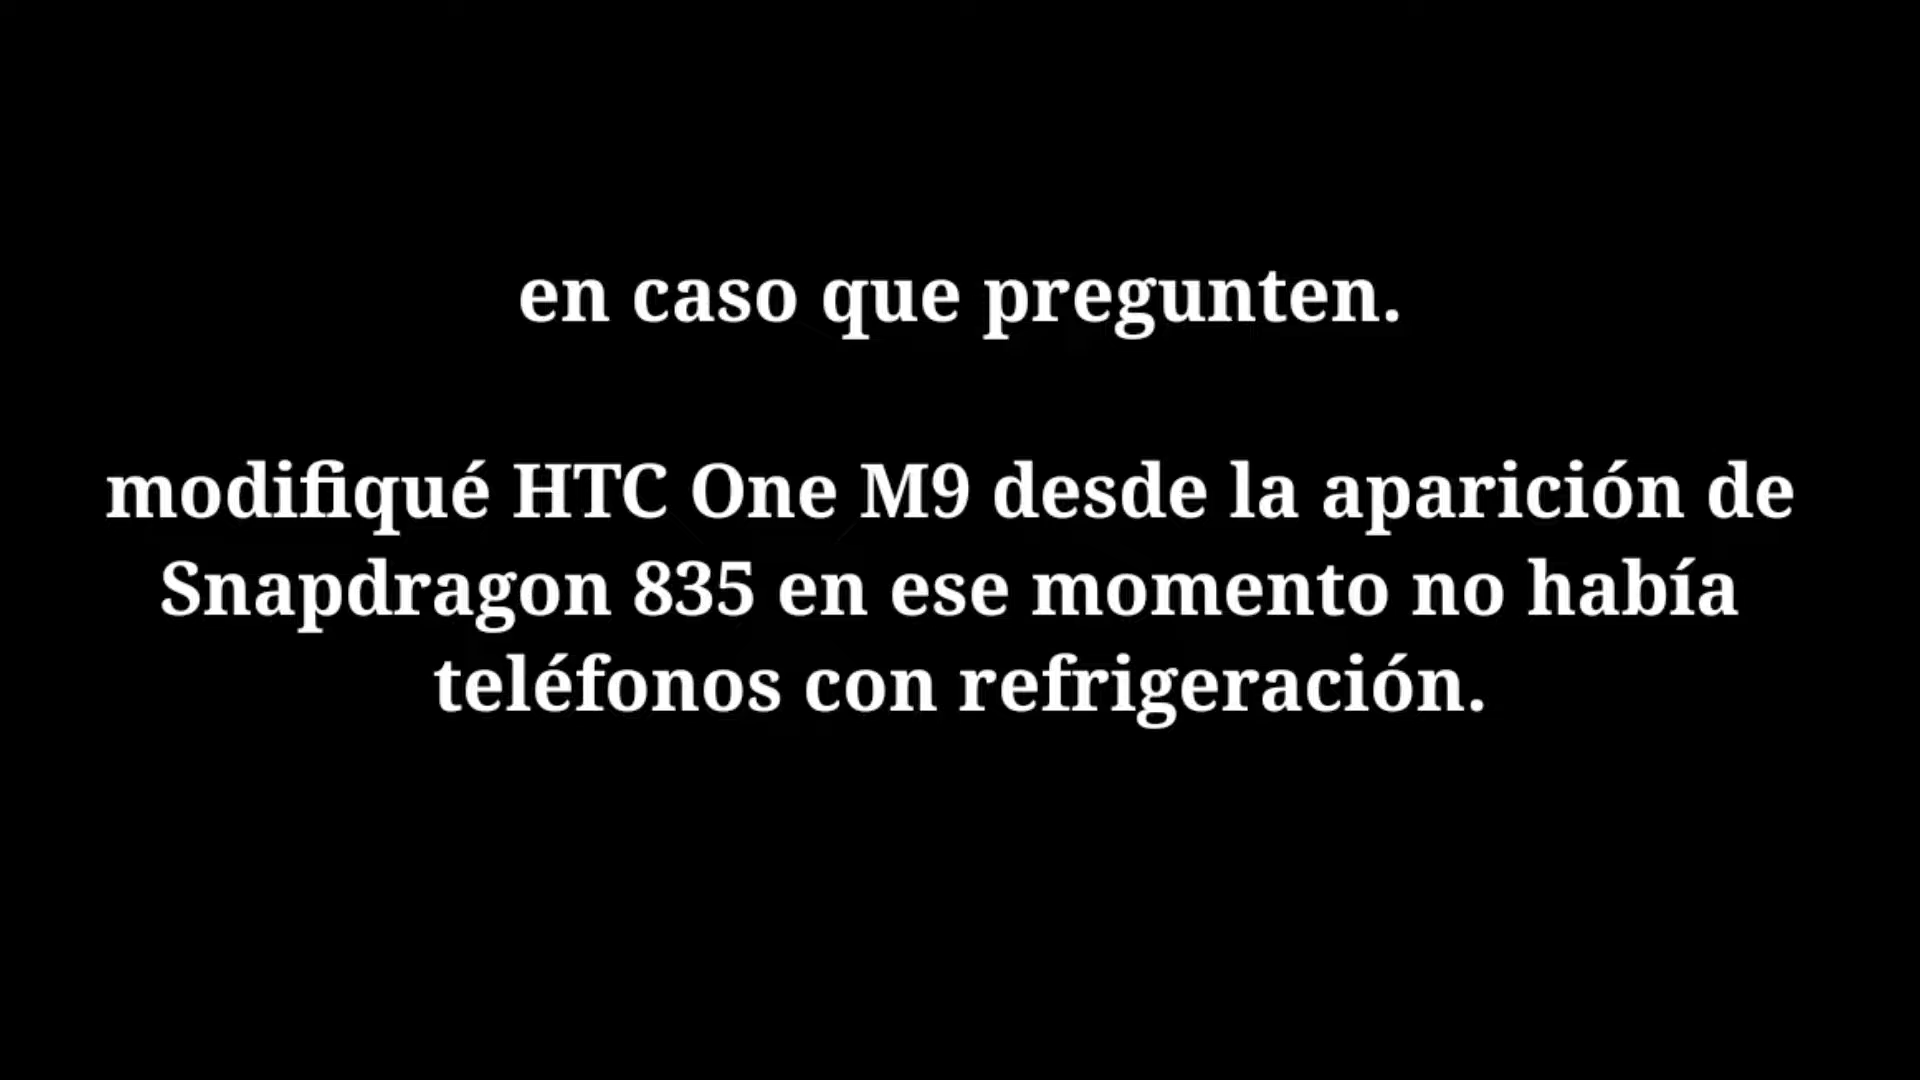 en caso que pregunten.
modifiqué HTC One M9 desde la aparición de
Snapdragon 835 en ese momento no había
teléfonos con refrigeración.